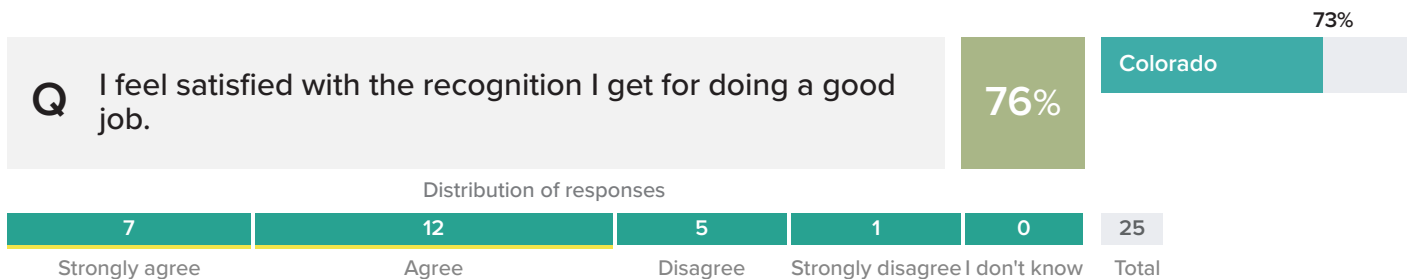 73%
Q
I feel satisfied with the recognition I get for doing a good
job.
76%
Colorado
Distribution of responses
7 12 5 1 0 25
Strongly agree Agree Disagree Strongly disagree I don't know Total